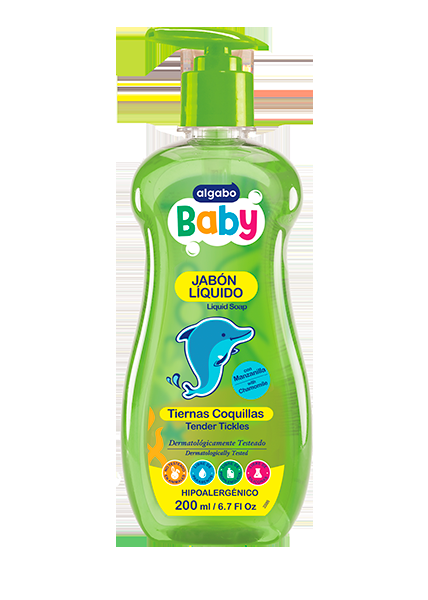 algabo
Baby
JABÓN
LÍQUIDO
Liquid Soap
con
Manzanilla
with
Chamomile
Tiernas Coquillas
Tender Tickles
Dermatológicamente Testeado
Dermatologically Tested
HIPOALERGÉNICO
200 ml / 6.7 Fl Oz